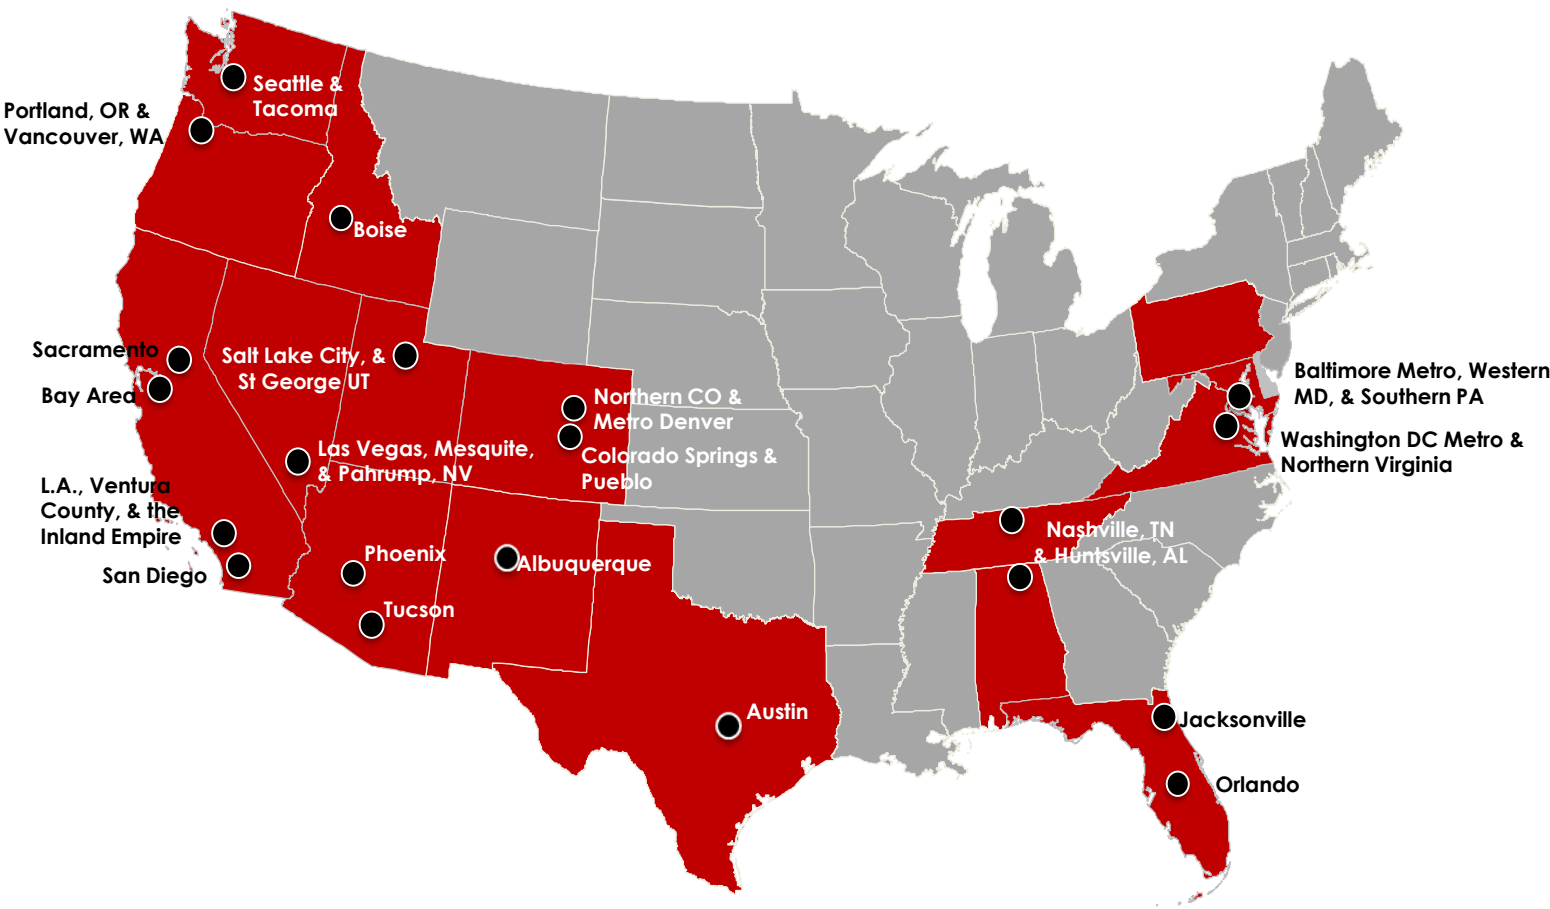 Seattle &
Tacoma
Portland, OR &
Vancouver, WA
Boise
Sacramento
Bay Area
Salt Lake City, &
St George UT
Northern CO &
Metro Denver
Colorado Springs &
Pueblo
Las Vegas, Mesquite,
& Pahrump, NV
L.A., Ventura
County, & the
Inland Empire
San Diego
Phoenix
Tucson
Albuquerque
Austin
Baltimore Metro, Western
MD, & Southern PA
Washington DC Metro &
Northern Virginia
Nashville, TN
& Huntsville, AL
Jacksonville
Orlando